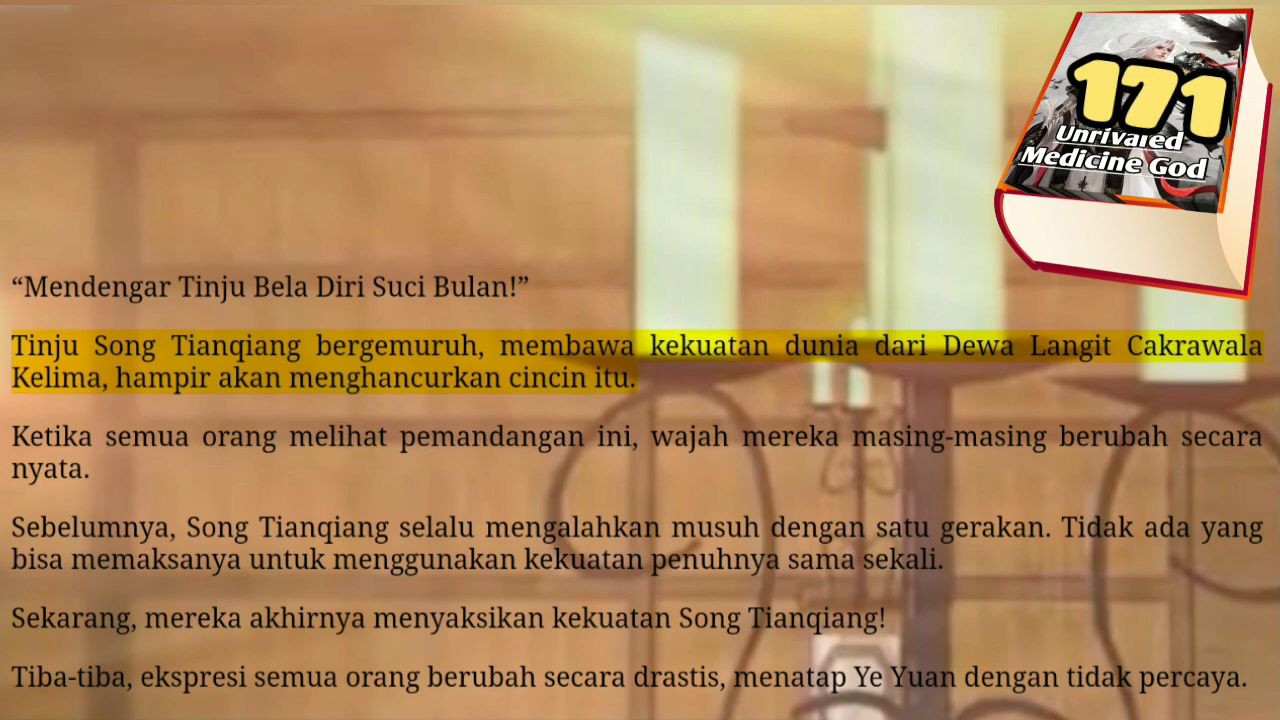 171
Unrivaled
Medicine God
“Mendengar Tinju Bela Diri Suci Bulan!”
Tinju Song Tianqiang bergemuruh, membawa kekuatan dunia dari Dewa Langit Cakrawala
Kelima, hampir akan menghancurkan cincin itu.
Ketika semua orang melihat pemandangan ini, wajah mereka masing-masing berubah secara
nyata.
Sebelumnya, Song Tianqiang selalu mengalahkan musuh dengan satu gerakan. Tidak ada yang
bisa memaksanya untuk menggunakan kekuatan penuhnya sama sekali.
Sekarang, mereka akhirnya menyaksikan kekuatan Song Tianqiang!
Tiba-tiba, ekspresi semua orang berubah secara drastis, menatap Ye Yuan dengan tidak percaya.